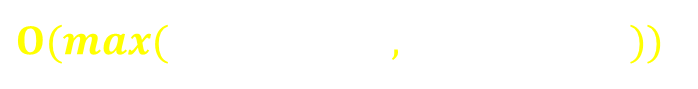 O(max( , ))